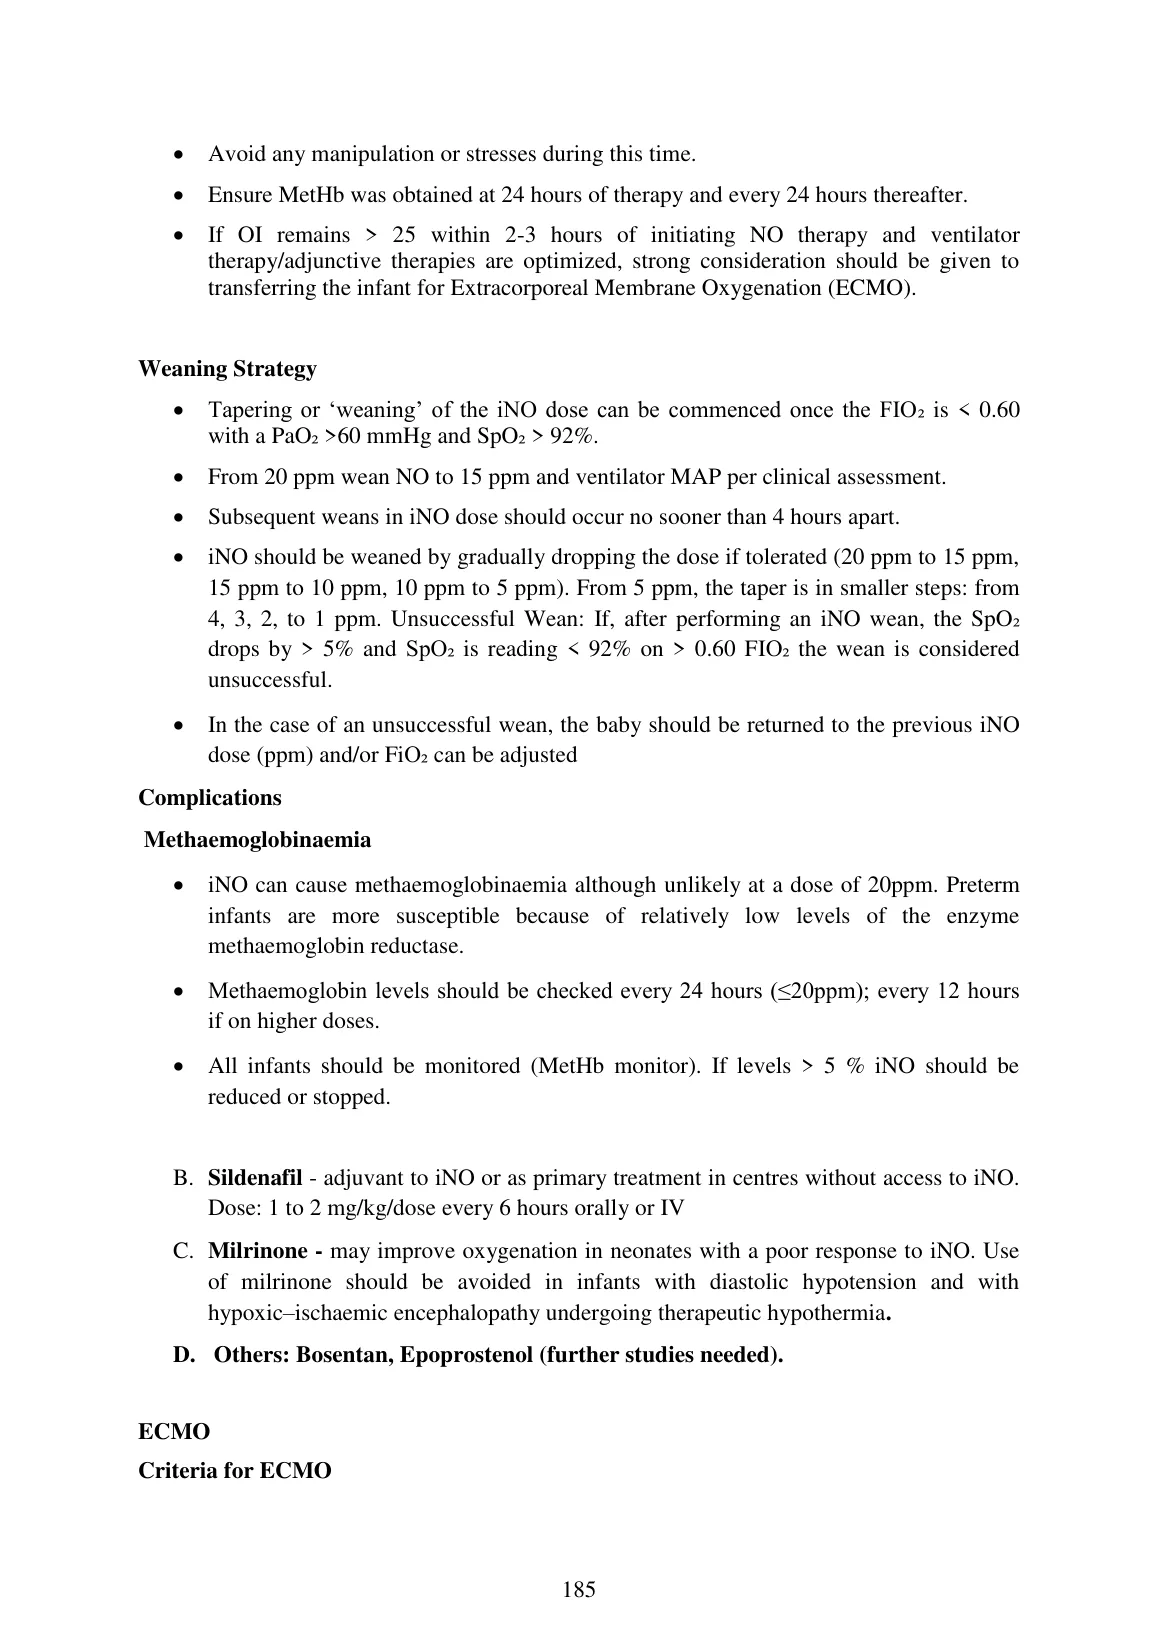 • Avoid any manipulation or stresses during this time.
• Ensure MetHb was obtained at 24 hours of therapy and every 24 hours thereafter.
• If OI remains > 25 within 2-3 hours of initiating NO therapy and ventilator
therapy/adjunctive therapies are optimized, strong consideration should be given to
transferring the infant for Extracorporeal Membrane Oxygenation (ECMO).
Weaning Strategy
• Tapering or ‘weaning’ of the iNO dose can be commenced once the FIO₂ is < 0.60
with a PaO₂ >60 mmHg and SpO₂ > 92%.
• From 20 ppm wean NO to 15 ppm and ventilator MAP per clinical assessment.
• Subsequent weans in iNO dose should occur no sooner than 4 hours apart.
• iNO should be weaned by gradually dropping the dose if tolerated (20 ppm to 15 ppm,
15 ppm to 10 ppm, 10 ppm to 5 ppm). From 5 ppm, the taper is in smaller steps: from
4, 3, 2, to 1 ppm. Unsuccessful Wean: If, after performing an iNO wean, the SpO₂
drops by > 5% and SpO₂ is reading < 92% on > 0.60 FIO₂ the wean is considered
unsuccessful.
• In the case of an unsuccessful wean, the baby should be returned to the previous iNO
dose (ppm) and/or FiO₂ can be adjusted
Complications
Methaemoglobinaemia
• iNO can cause methaemoglobinaemia although unlikely at a dose of 20ppm. Preterm
infants are more susceptible because of relatively low levels of the enzyme
methaemoglobin reductase.
• Methaemoglobin levels should be checked every 24 hours (≤20ppm); every 12 hours
if on higher doses.
• All infants should be monitored (MetHb monitor). If levels > 5 % iNO should be
reduced or stopped.
B. Sildenafil - adjuvant to iNO or as primary treatment in centres without access to iNO.
Dose: 1 to 2 mg/kg/dose every 6 hours orally or IV
C. Milrinone - may improve oxygenation in neonates with a poor response to iNO. Use
of milrinone should be avoided in infants with diastolic hypotension and with
hypoxic–ischaemic encephalopathy undergoing therapeutic hypothermia.
D. Others: Bosentan, Epoprostenol (further studies needed).
ECMO
Criteria for ECMO
185